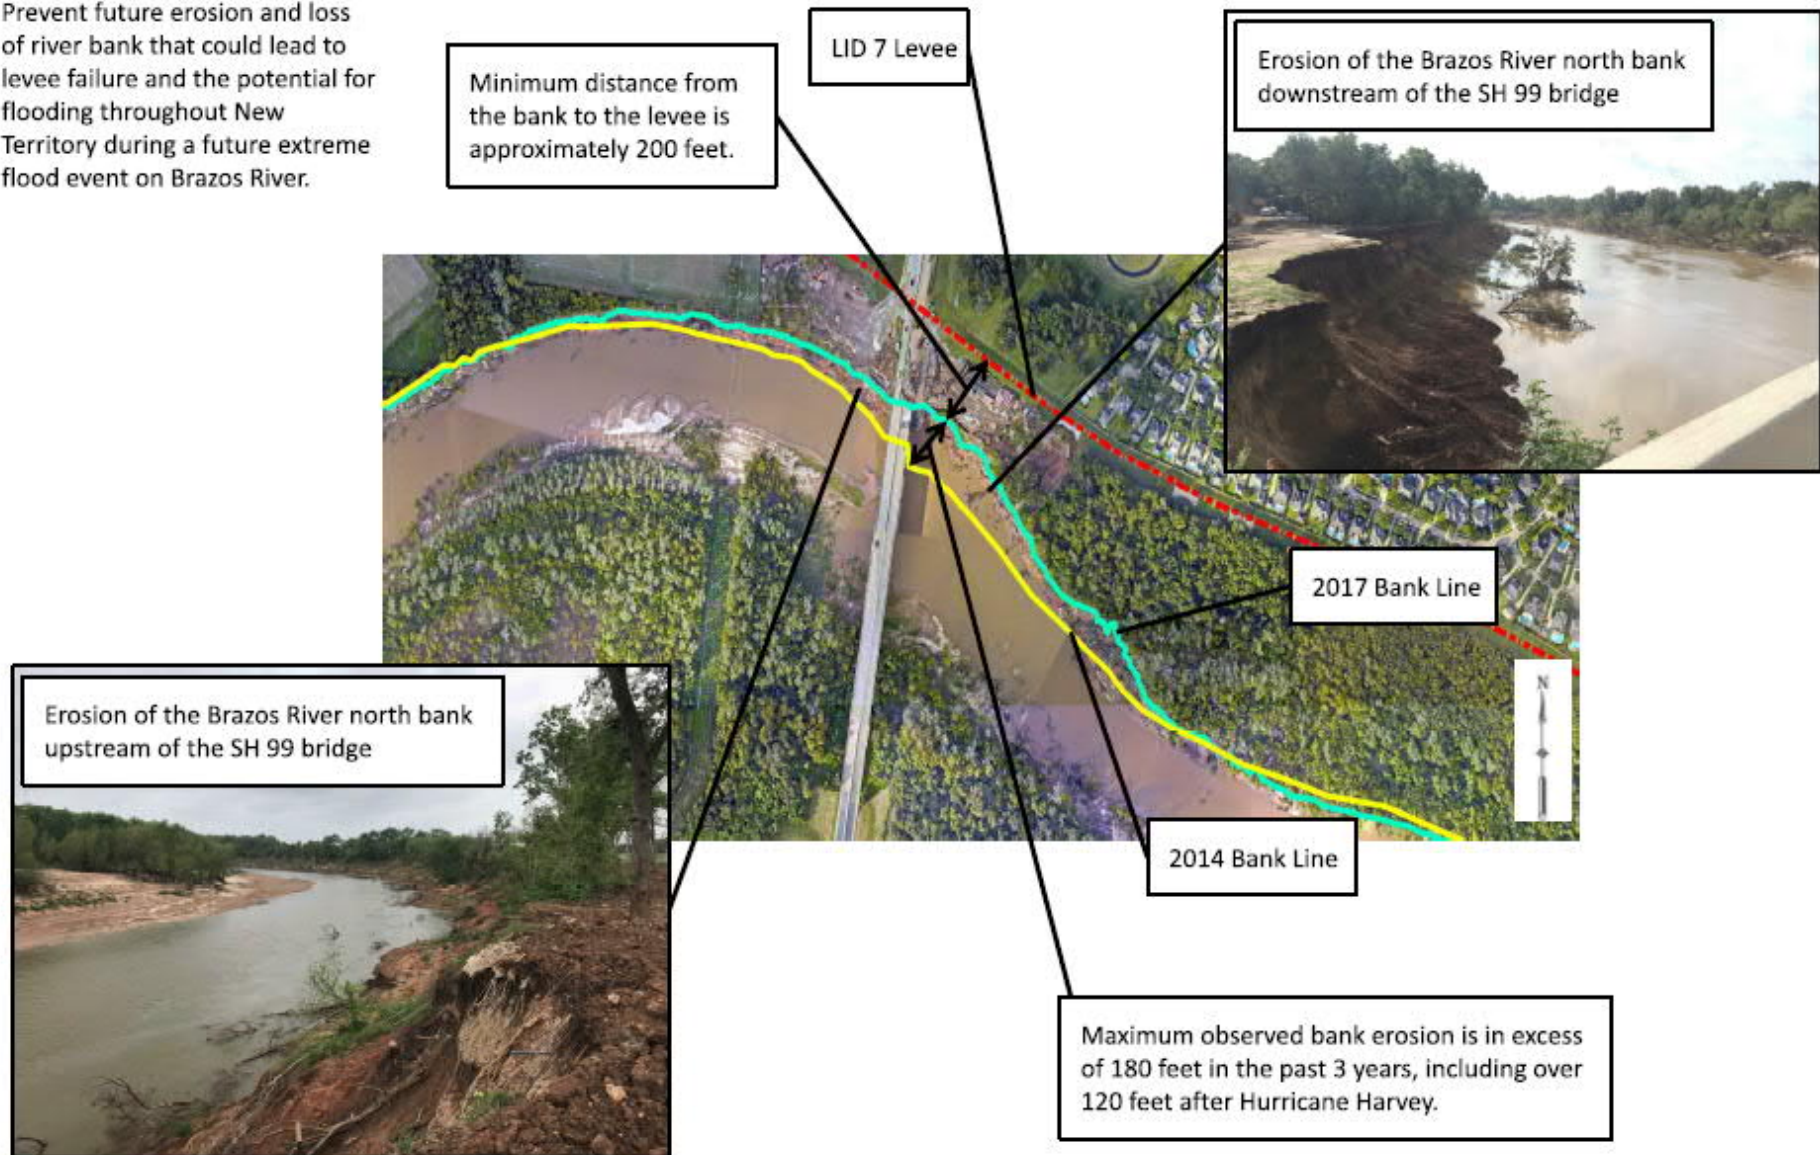 Prevent future erosion and loss
of river bank that could lead to
levee failure and the potential for
flooding throughout New
Territory during a future extreme
flood event on Brazos River.
Minimum distance from
the bank to the levee is
approximately 200 feet.
LID 7 Levee
Erosion of the Brazos River north bank
downstream of the SH 99 bridge
2017 Bank Line
N
Erosion of the Brazos River north bank
upstream of the SH 99 bridge
2014 Bank Line
Maximum observed bank erosion is in excess
of 180 feet in the past 3 years, including over
120 feet after Hurricane Harvey.